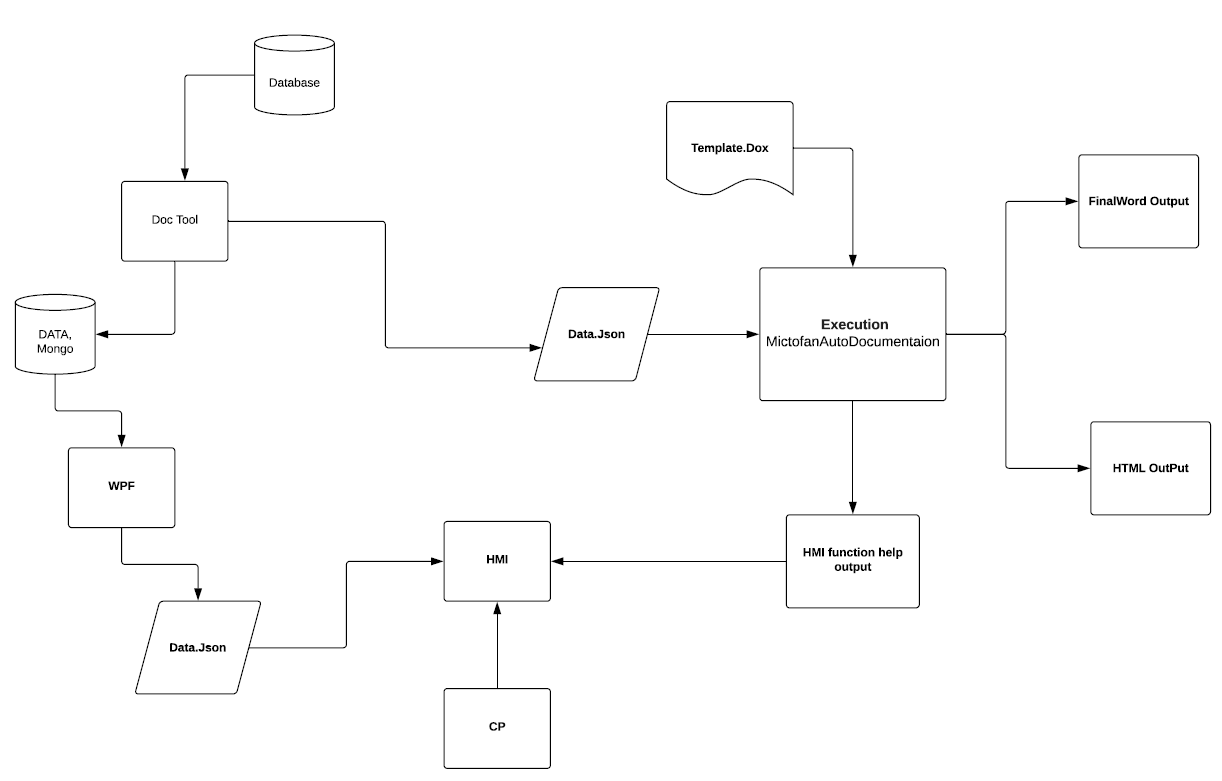 Database
Template.Dox
FinalWord Output
Doc Tool
DATA,
Mongo
Data.Json
Execution
MictofanAutoDocumentaion
WPF
HTML OutPut
HMI
HMI function help
output
Data.Json
CP